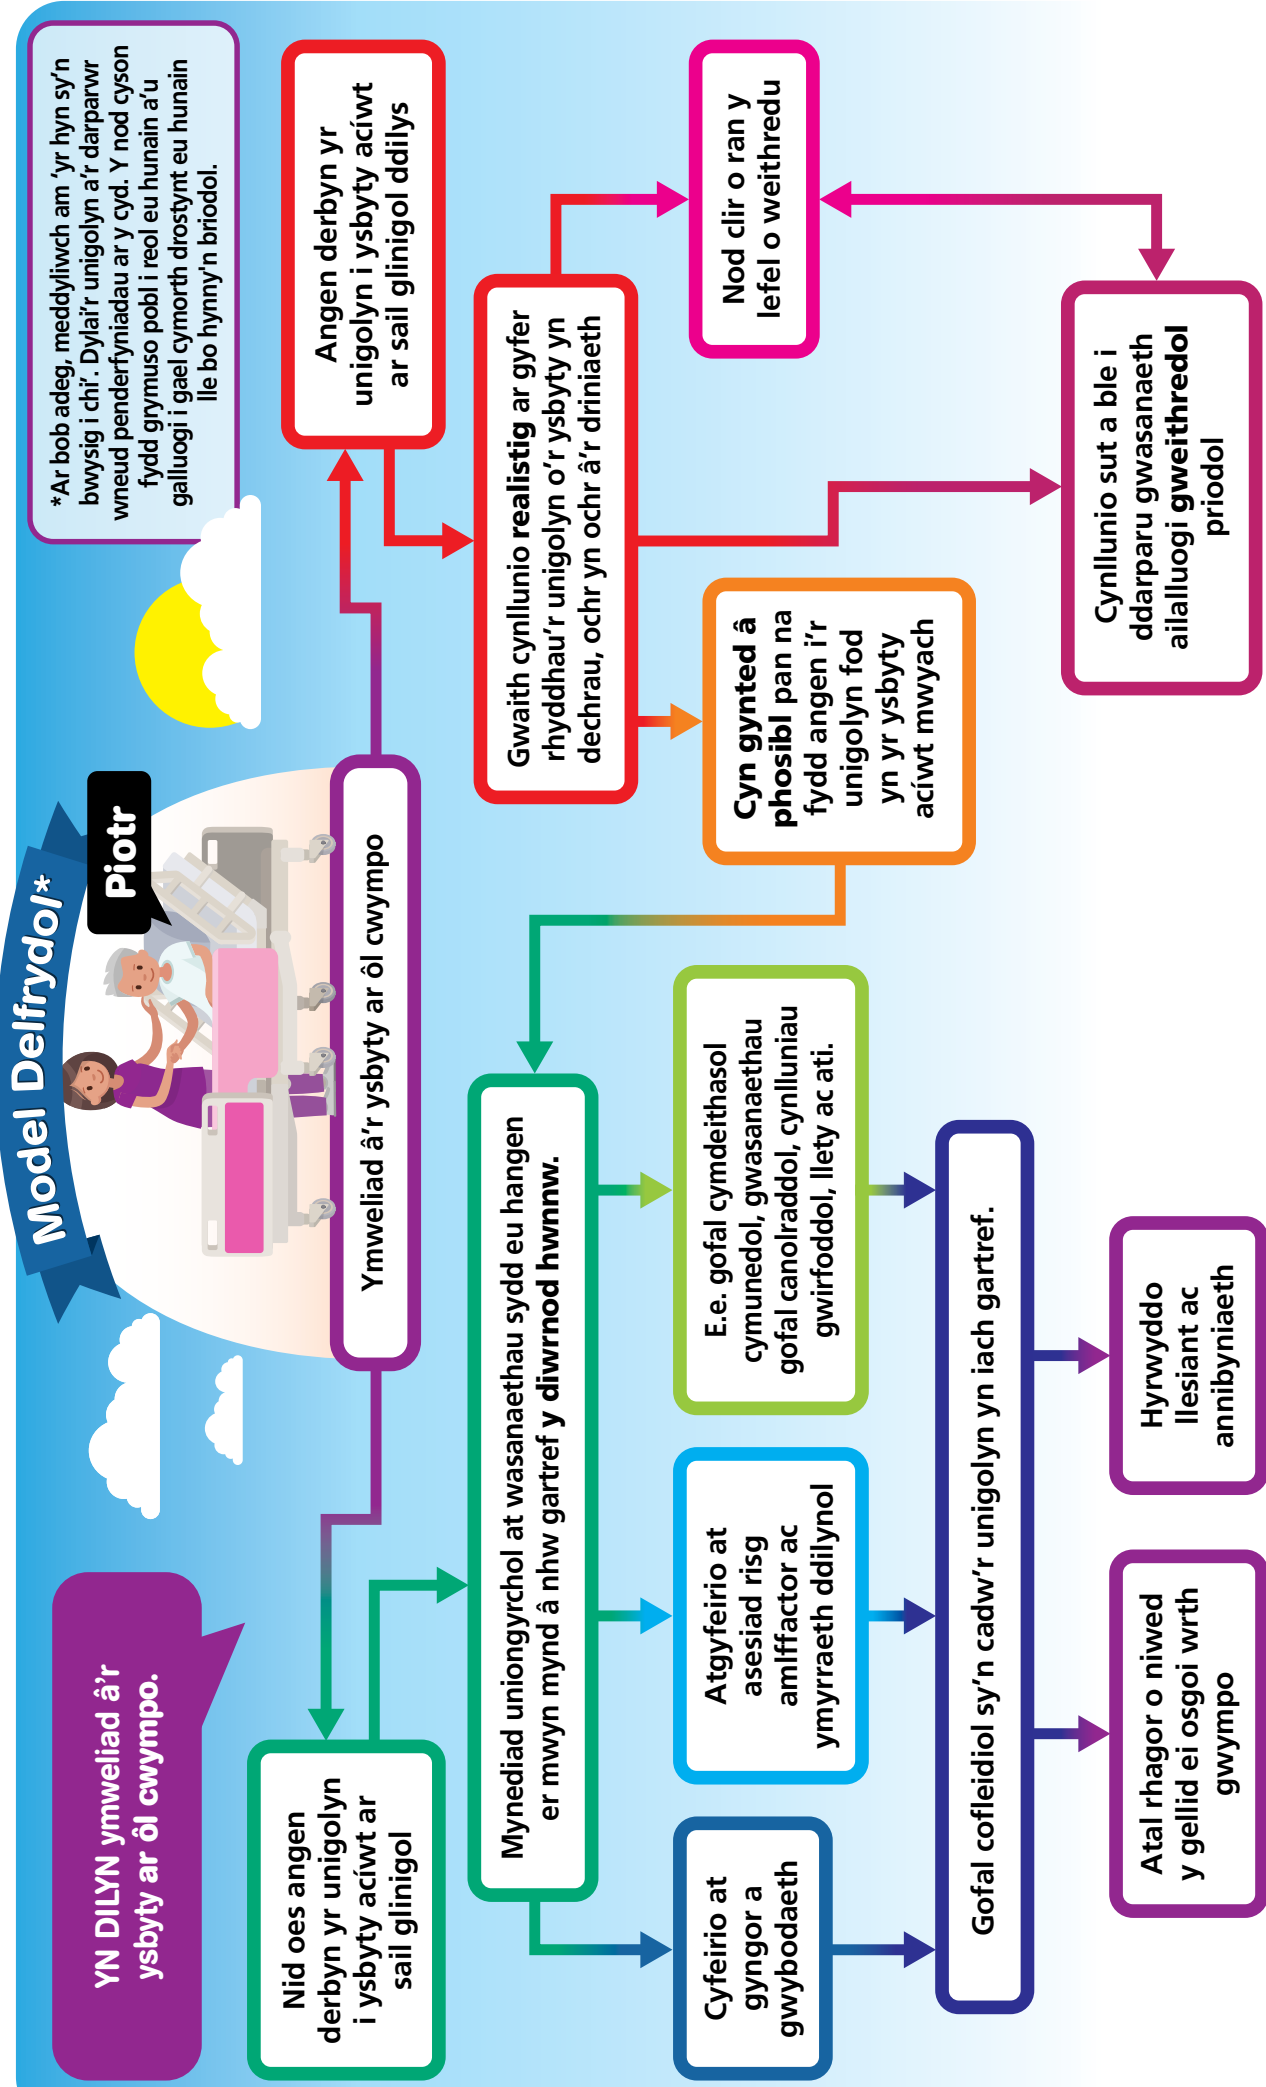 YN DILYN ymweliad â’r
ysbyty ar ôl cwympo.
Model Delfrydol*
Piotr
*Ar bob adeg, meddyliwch am ‘yr hyn sy’n
bwysig i chi’. Dylai’r unigolyn a’r darparwr
wneud penderfyniadau ar y cyd. Y nod cyson
fydd grymuso pobl i reol eu hunain a’u
galluogi i gael cymorth drostynt eu hunain
lle bo hynny’n briodol.
Ymweliad â’r ysbyty ar ôl cwympo
Nid oes angen
derbyn yr unigolyn
i ysbyty acíwt ar
sail glinigol
Angen derbyn yr
unigolyn i ysbyty acíwt
ar sail glinigol ddilys
Mynediad uniongyrchol at wasanaethau sydd eu hangen
er mwyn mynd â nhw gartref y diwrnod hwnnw.
Gwaith cynllunio realistig ar gyfer
rhyddhau’r unigolyn o’r ysbyty yn
dechrau, ochr yn ochr â’r driniaeth
Cyfeirio at
gyngor a
gwybodaeth
Atgyfeirio at
asesiad risg
amlffactor ac
ymyrraeth ddilynol
E.e. gofal cymdeithasol
cymunedol, gwasanaethau
gofal canolraddol, cynlluniau
gwirfoddol, llety ac ati.
Cyn gynted â
phosibl pan na
fydd angen i’r
unigolyn fod
yn yr ysbyty
acíwt mwyach
Nod clir o ran y
lefel o weithredu
Gofal cofleidiol sy’n cadw’r unigolyn yn iach gartref.
Cynllunio sut a ble i
ddarparu gwasanaeth
ailalluogi gweithredol
priodol
Atal rhagor o niwed
y gellid ei osgoi wrth
gwympo
Hyrwyddo
llesiant ac
annibyniaeth